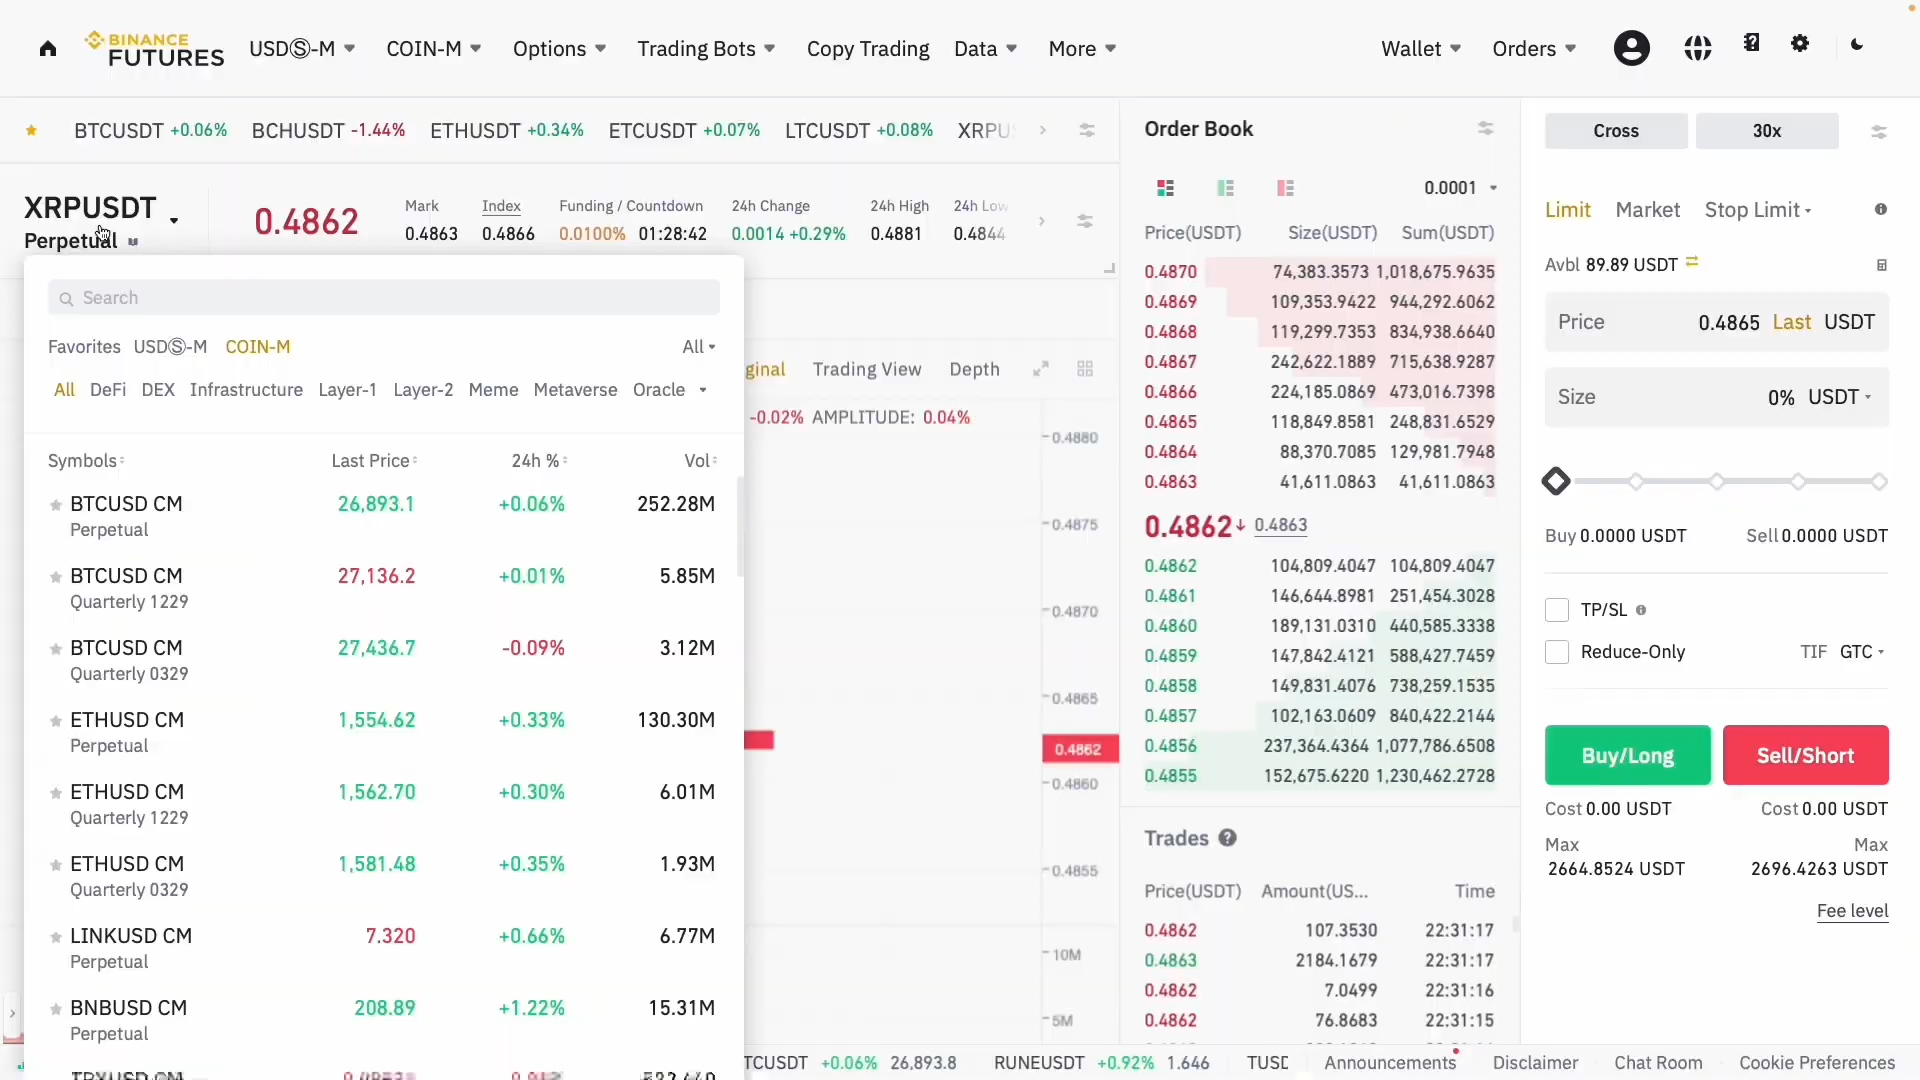 BINANCE
FUTURES
USDⓈ-M
COIN-M
Options
Trading Bots
Copy Trading
Data
More
Wallet
Orders
BTCUSDT +0.06%
BCHUSDT -1.44%
ETHUSDT +0.34%
ETCUSDT +0.07%
LTCUSDT +0.08%
XRPU
XRPUSDT
Perpetual
0.4862
Mark
0.4863
Index
0.4866
Funding / Countdown
0.0100% 01:28:42
24h Change
0.0014 +0.29%
24h High
0.4881
24h Low
0.4844
Search
Favorites USDⓈ-M COIN-M All
All DeFi DEX Infrastructure Layer-1 Layer-2 Meme Metaverse Oracle
Symbols Last Price 24h % Vol
BTCUSD CM 26,893.1 +0.06% 252.28M
Perpetual
BTCUSD CM 27,136.2 +0.01% 5.85M
Quarterly 1229
BTCUSD CM 27,436.7 -0.09% 3.12M
Quarterly 0329
ETHUSD CM 1,554.62 +0.33% 130.30M
Perpetual
ETHUSD CM 1,562.70 +0.30% 6.01M
Quarterly 1229
ETHUSD CM 1,581.48 +0.35% 1.93M
Quarterly 0329
LINKUSD CM 7.320 +0.66% 6.77M
Perpetual
BNBUSD CM 208.89 +1.22% 15.31M
Perpetual
ginal Trading View Depth
-0.02% AMPLITUDE: 0.04%
0.4880
0.4875
0.4870
0.4865
0.4862
0.4860
0.4855
10M
5M
Order Book
0.0001
Price(USDT) Size(USDT) Sum(USDT)
0.4870 74,383.3573 1,018,675.9635
0.4869 109,353.9422 944,292.6062
0.4868 119,299.7353 834,938.6640
0.4867 242,622.1889 715,638.9287
0.4866 224,185.0869 473,016.7398
0.4865 118,849.8581 248,831.6529
0.4864 88,370.7085 129,981.7948
0.4863 41,611.0863 41,611.0863
0.4862↓ 0.4863
0.4862 104,809.4047 104,809.4047
0.4861 146,644.8981 251,454.3028
0.4860 189,131.0310 440,585.3338
0.4859 147,842.4121 588,427.7459
0.4858 149,831.4076 738,259.1535
0.4857 102,163.0609 840,422.2144
0.4856 237,364.4364 1,077,786.6508
0.4855 152,675.6220 1,230,462.2728
Trades
Price(USDT) Amount(US... Time
0.4862 107.3530 22:31:17
0.4863 2184.1679 22:31:17
0.4862 7.0499 22:31:16
0.4862 76.8683 22:31:15
Cross 30x
Limit Market Stop Limit
Avbl 89.89 USDT
Price 0.4865 Last USDT
Size 0% USDT
Buy 0.0000 USDT Sell 0.0000 USDT
TP/SL
Reduce-Only TIF GTC
Buy/Long Sell/Short
Cost 0.00 USDT Cost 0.00 USDT
Max Max
2664.8524 USDT 2696.4263 USDT
Fee level
TCUSDT +0.06% 26,893.8 RUNEUSDT +0.92% 1.646 TUSD
Announcements Disclaimer Chat Room Cookie Preferences